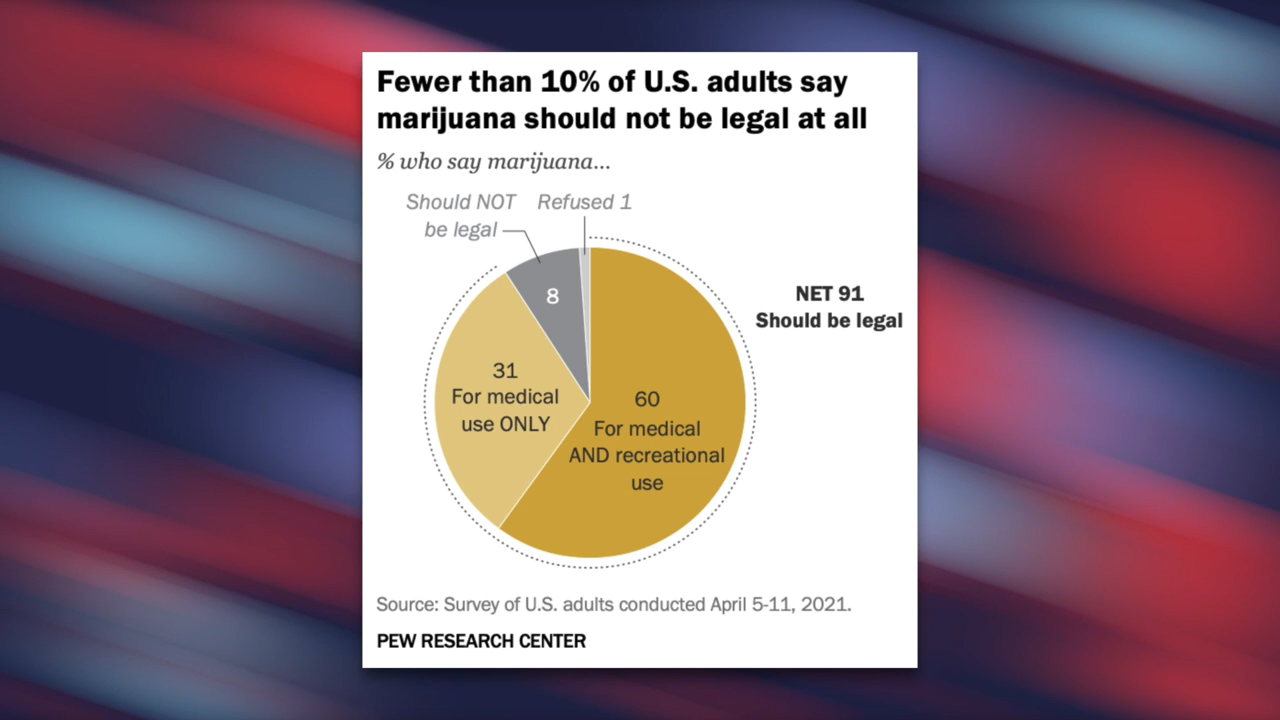 Fewer than 10% of U.S. adults say
marijuana should not be legal at all
% who say marijuana...
Should NOT
be legal
Refused 1
8
NET 91
Should be legal
31
For medical
use ONLY
60
For medical
AND recreational
use
Source: Survey of U.S. adults conducted April 5-11, 2021.
PEW RESEARCH CENTER